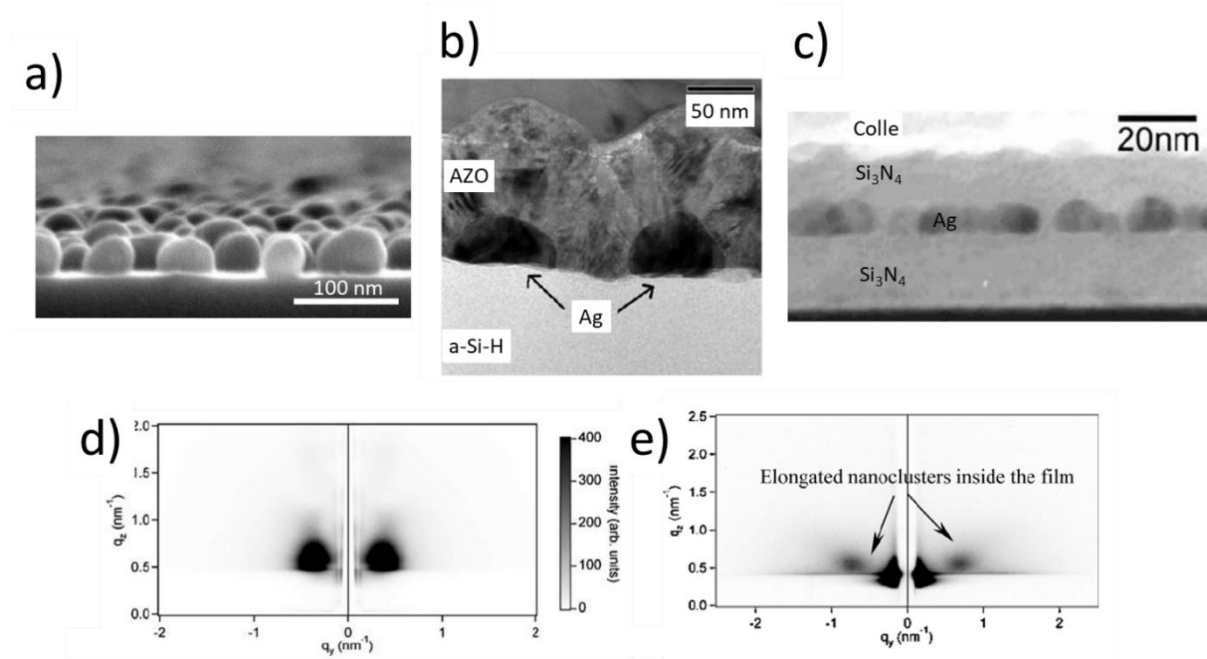 a)
100 nm
b)
50 nm
AZO
Ag
a-Si-H
c)
20nm
Colle
Si₃N₄
Ag
Si₃N₄
d)
2.0
1.5
1.0
0.5
0.0
qz (nm⁻¹)
-2 -1 0 1 2
qy (nm⁻¹)
400
300
200
100
0
Intensity (arb. units)
e)
2.5
2.0
1.5
1.0
0.5
0.0
qz (nm⁻¹)
Elongated nanoclusters inside the film
-2 -1 0 1 2
qy (nm⁻¹)